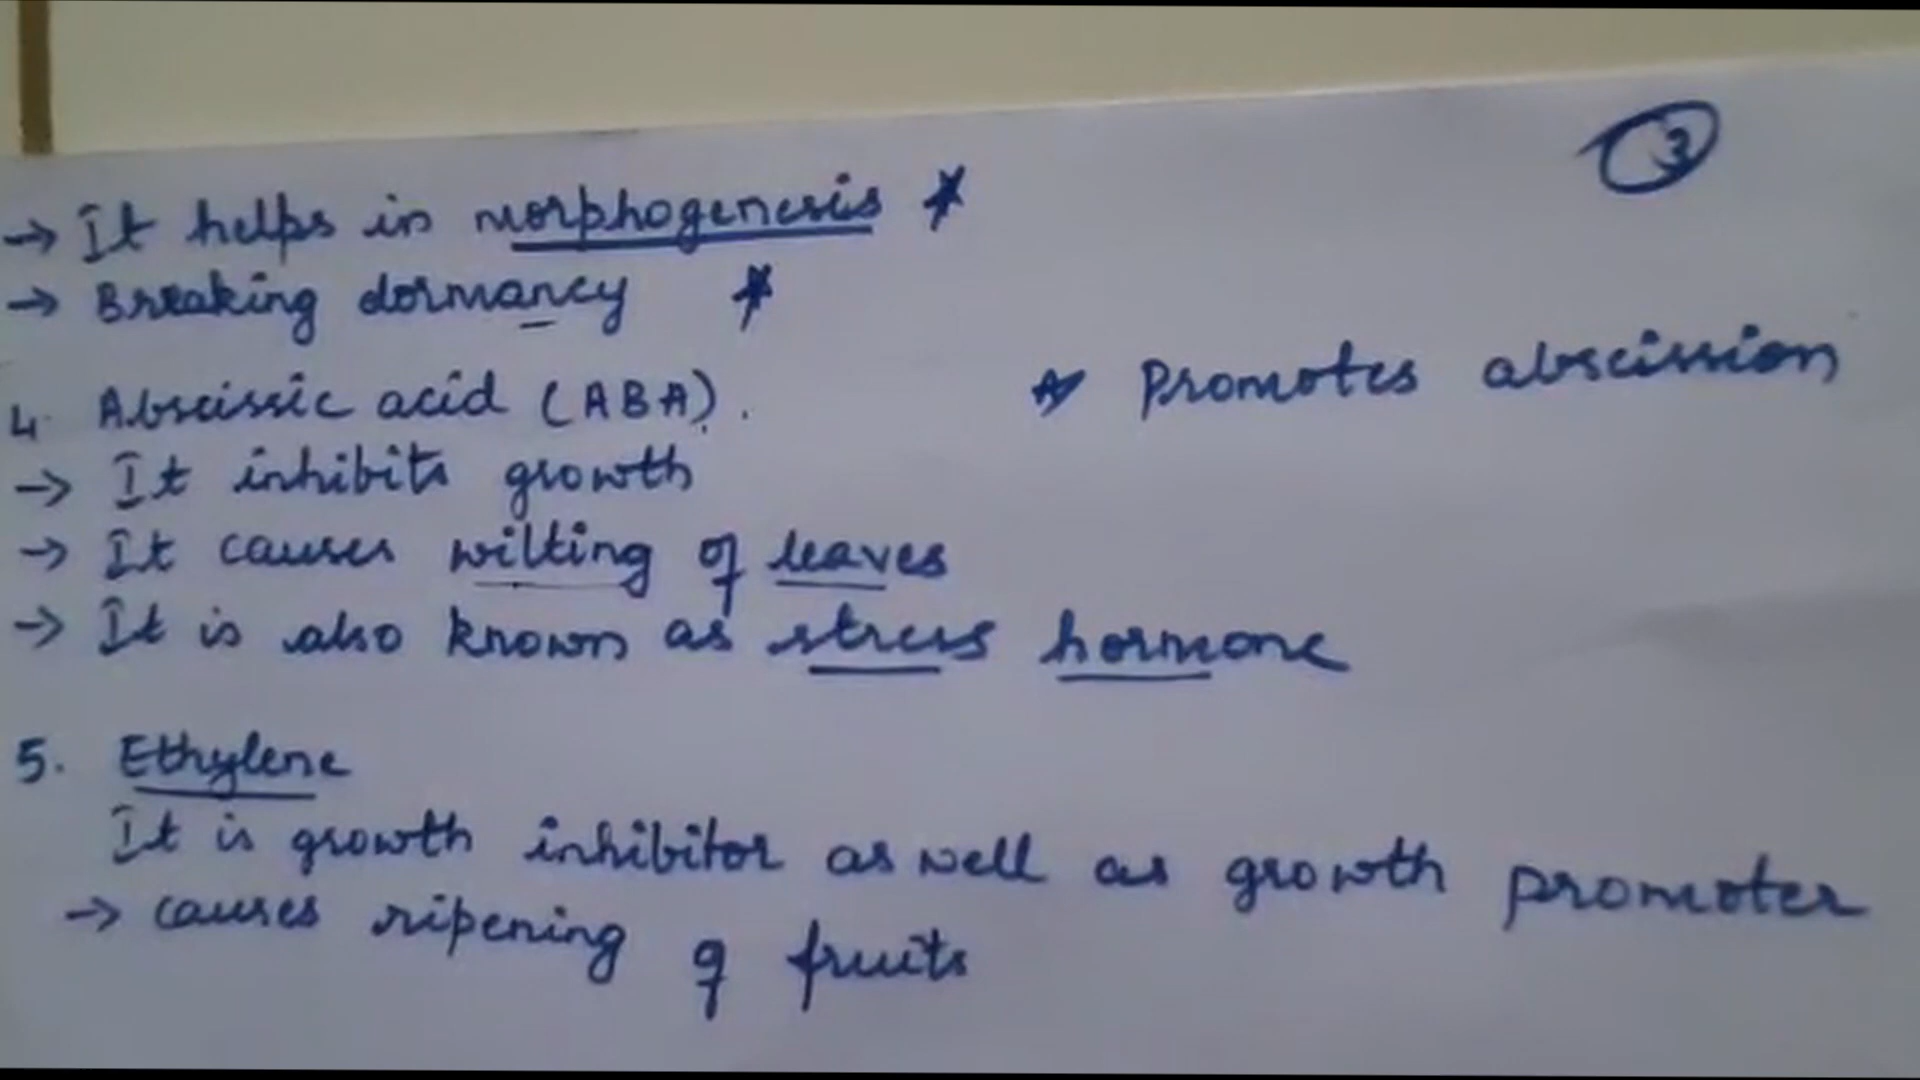 3
→ It helps in morphogenesis *
→ Breaking dormancy *
4. Abscissic acid (ABA). * Promotes abscission
→ It inhibits growth
→ It causes wilting of leaves
→ It is also known as stress hormone
5. Ethylene
It is growth inhibitor as well as growth promoter
→ causes ripening of fruits